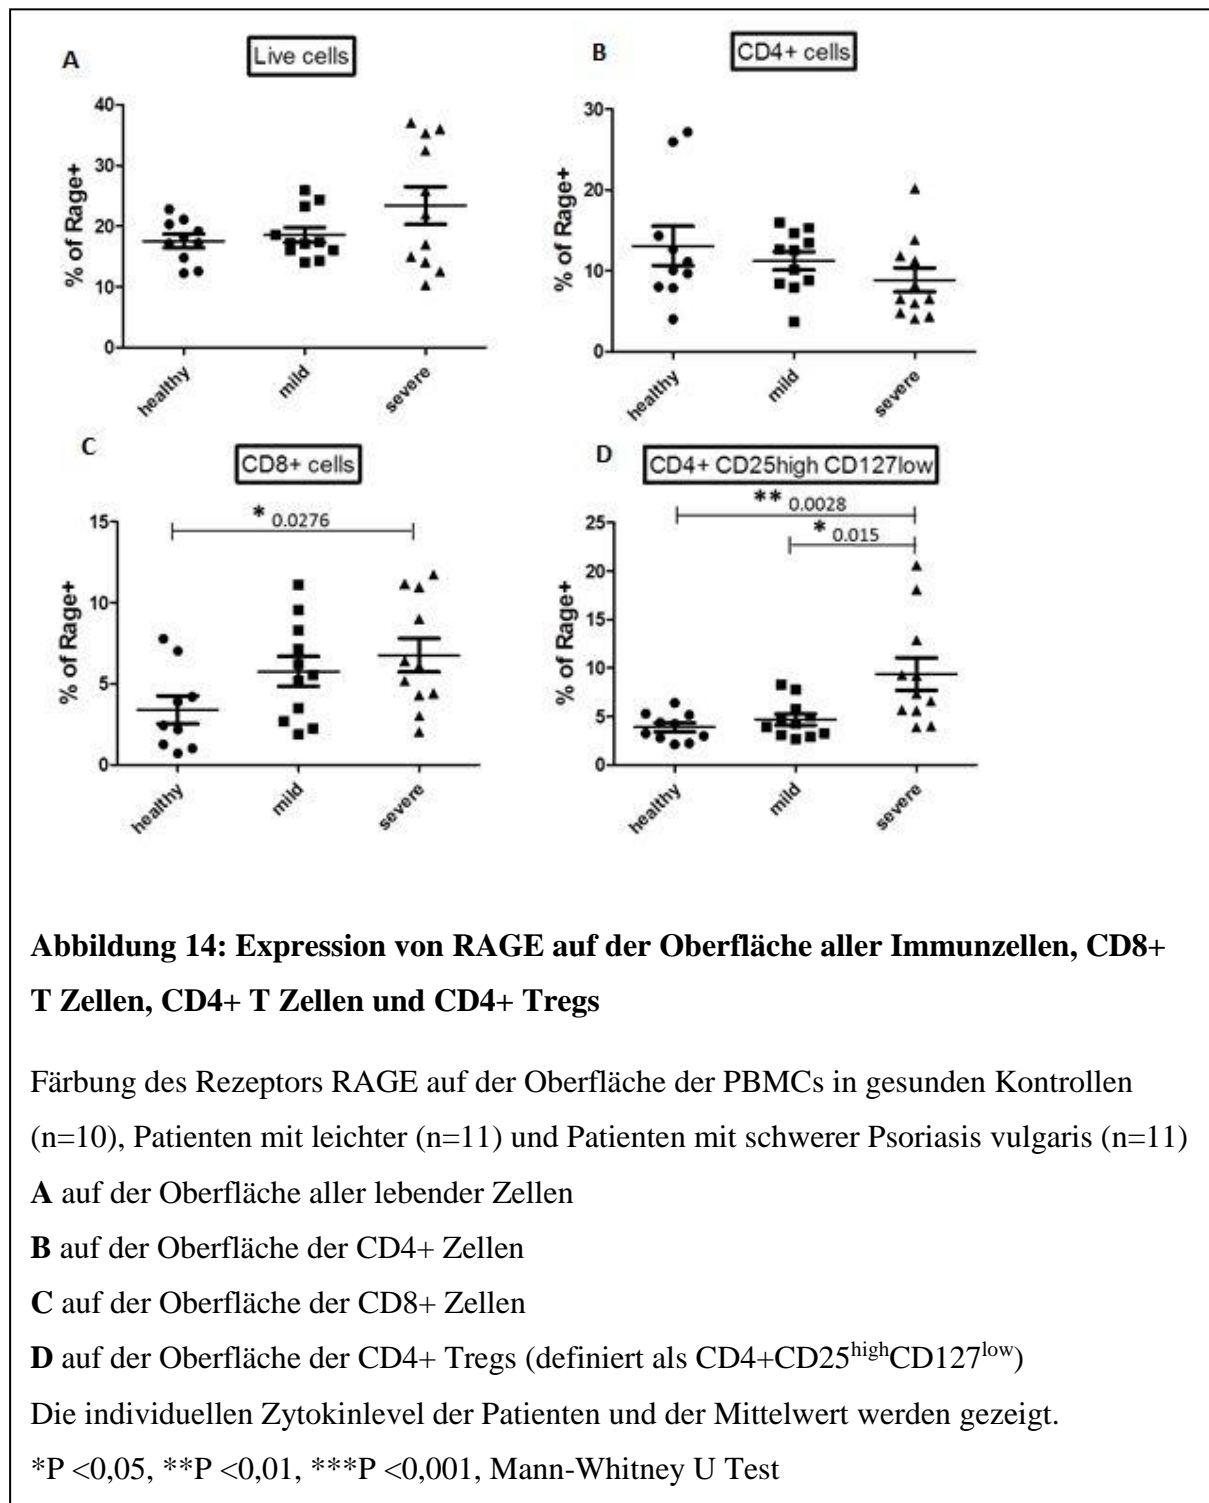 A
Live cells
% of Rage+
40
30
20
10
0
healthy
mild
severe
B
CD4+ cells
% of Rage+
30
20
10
0
healthy
mild
severe
C
CD8+ cells
* 0.0276
% of Rage+
15
10
5
0
healthy
mild
severe
D
CD4+ CD25high CD127low
** 0.0028
* 0.015
% of Rage+
25
20
15
10
5
0
healthy
mild
severe
Abbildung 14: Expression von RAGE auf der Oberfläche aller Immunzellen, CD8+
T Zellen, CD4+ T Zellen und CD4+ Tregs
Färbung des Rezeptors RAGE auf der Oberfläche der PBMCs in gesunden Kontrollen
(n=10), Patienten mit leichter (n=11) und Patienten mit schwerer Psoriasis vulgaris (n=11)
A auf der Oberfläche aller lebender Zellen
B auf der Oberfläche der CD4+ Zellen
C auf der Oberfläche der CD8+ Zellen
D auf der Oberfläche der CD4+ Tregs (definiert als CD4+CD25highCD127low)
Die individuellen Zytokinlevel der Patienten und der Mittelwert werden gezeigt.
*P <0,05, **P <0,01, ***P <0,001, Mann-Whitney U Test